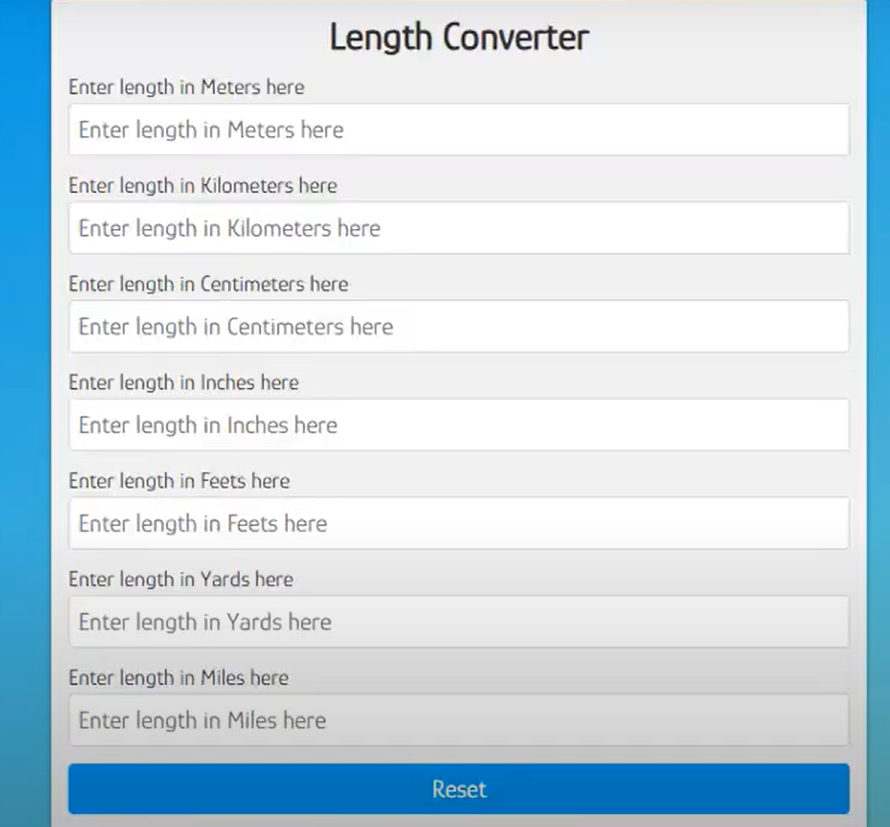 Length Converter
Enter length in Meters here
Enter length in Meters here
Enter length in Kilometers here
Enter length in Kilometers here
Enter length in Centimeters here
Enter length in Centimeters here
Enter length in Inches here
Enter length in Inches here
Enter length in Feets here
Enter length in Feets here
Enter length in Yards here
Enter length in Yards here
Enter length in Miles here
Enter length in Miles here
Reset